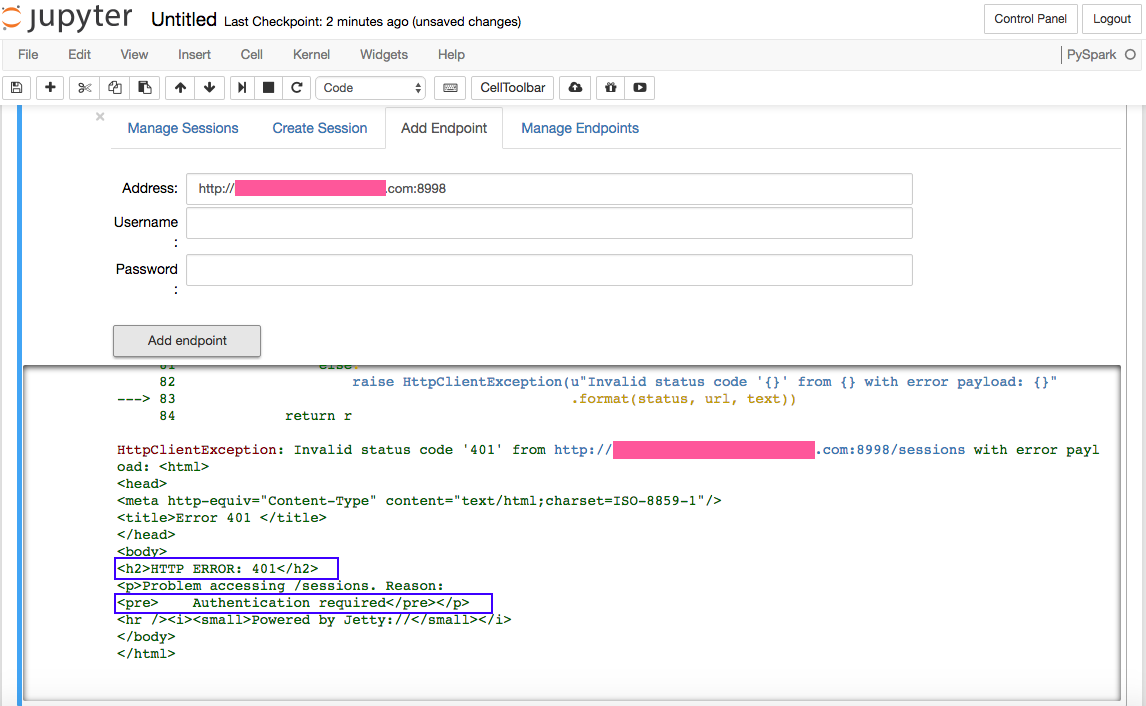 jupyter Untitled Last Checkpoint: 2 minutes ago (unsaved changes) Control Panel Logout
File Edit View Insert Cell Kernel Widgets Help PySpark
Code CellToolbar
× Manage Sessions Create Session Add Endpoint Manage Endpoints
Address: http:// .com:8998
Username
:
Password
:
Add endpoint
81 else:
82 raise HttpClientException(u"Invalid status code '{}' from {} with error payload: {}"
---> 83 .format(status, url, text))
84 return r
HttpClientException: Invalid status code '401' from http:// .com:8998/sessions with error payl
oad: <html>
<head>
<meta http-equiv="Content-Type" content="text/html;charset=ISO-8859-1"/>
<title>Error 401 </title>
</head>
<body>
<h2>HTTP ERROR: 401</h2>
<p>Problem accessing /sessions. Reason:
<pre>    Authentication required</pre></p>
<hr /><i><small>Powered by Jetty://</small></i>
</body>
</html>